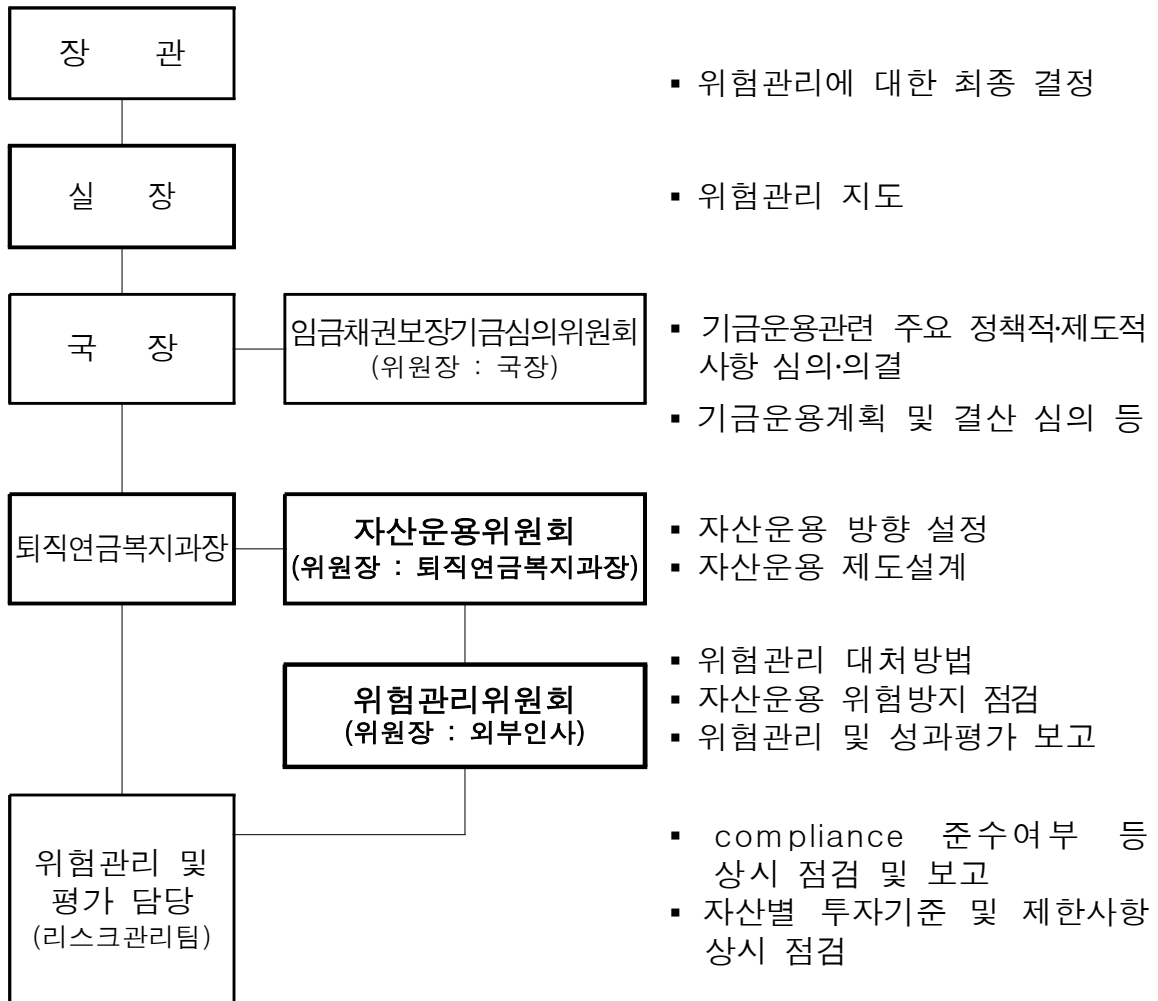 장 관
▪ 위험관리에 대한 최종 결정
실 장
▪ 위험관리 지도
국 장
임금채권보장기금심의위원회
(위원장 : 국장)
▪ 기금운용관련 주요 정책적·제도적
사항 심의·의결
▪ 기금운용계획 및 결산 심의 등
퇴직연금복지과장
자산운용위원회
(위원장 : 퇴직연금복지과장)
▪ 자산운용 방향 설정
▪ 자산운용 제도설계
위험관리위원회
(위원장 : 외부인사)
▪ 위험관리 대처방법
▪ 자산운용 위험방지 점검
▪ 위험관리 및 성과평가 보고
위험관리 및
평가 담당
(리스크관리팀)
▪ compliance 준수여부 등
상시 점검 및 보고
▪ 자산별 투자기준 및 제한사항
상시 점검